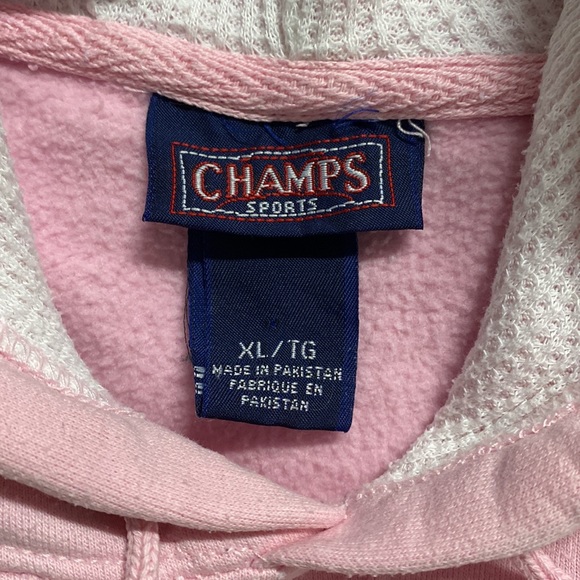 CHAMPS
SPORTS
XL/TG
MADE IN PAKISTAN
FABRIQUE EN
PAKISTAN